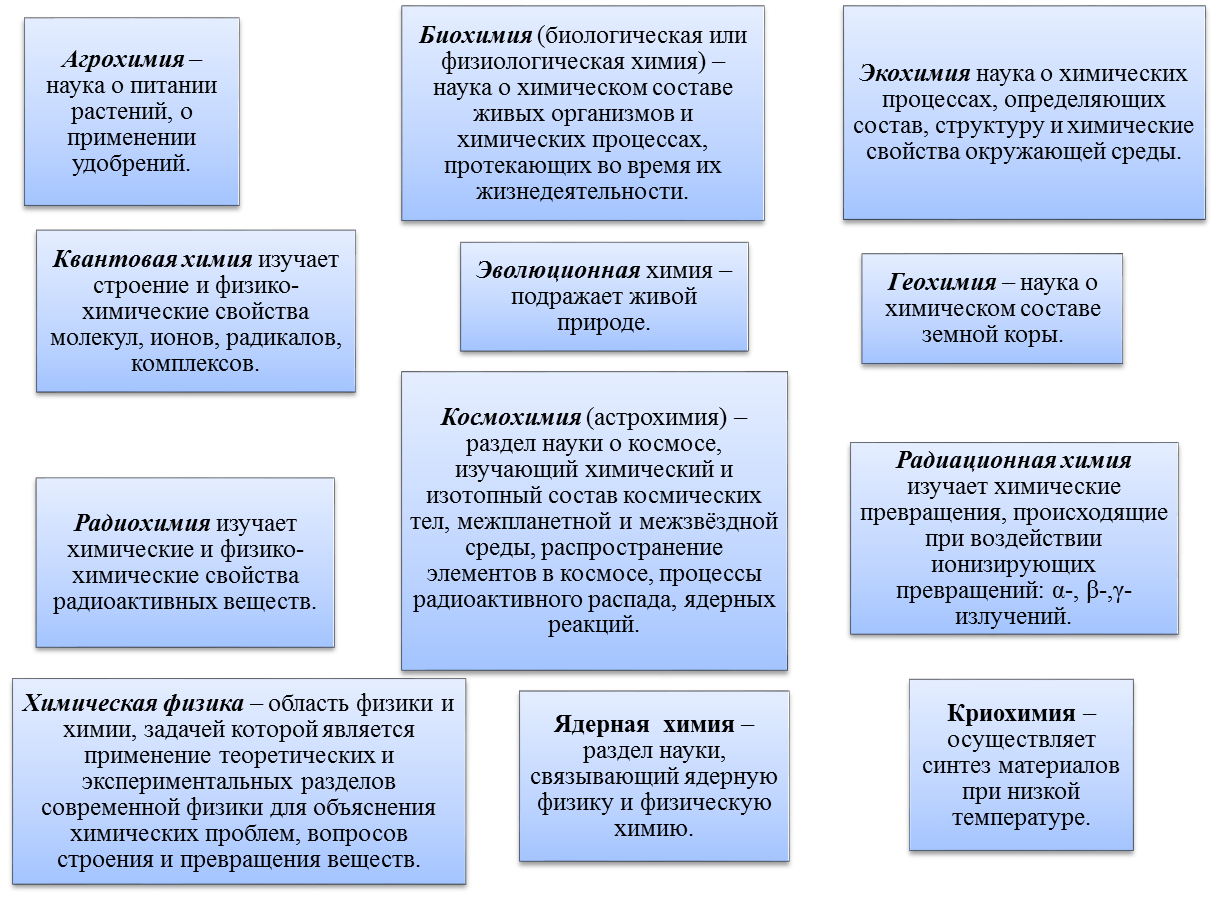 Агрохимия –
наука о питании
растений, о
применении
удобрений.
Биохимия (биологическая или
физиологическая химия) –
наука о химическом составе
живых организмов и
химических процессах,
протекающих во время их
жизнедеятельности.
Экохимия наука о химических
процессах, определяющих
состав, структуру и химические
свойства окружающей среды.
Квантовая химия изучает
строение и физико-
химические свойства
молекул, ионов, радикалов,
комплексов.
Эволюционная химия –
подражает живой
природе.
Геохимия – наука о
химическом составе
земной коры.
Радиохимия изучает
химические и физико-
химические свойства
радиоактивных веществ.
Космохимия (астрохимия) –
раздел науки о космосе,
изучающий химический и
изотопный состав космических
тел, межпланетной и межзвёздной
среды, распространение
элементов в космосе, процессы
радиоактивного распада, ядерных
реакций.
Радиационная химия
изучает химические
превращения, происходящие
при воздействии
ионизирующих
превращений: α-, β-,γ-
излучений.
Химическая физика – область физики и
химии, задачей которой является
применение теоретических и
экспериментальных разделов
современной физики для объяснения
химических проблем, вопросов
строения и превращения веществ.
Ядерная химия –
раздел науки,
связывающий ядерную
физику и физическую
химию.
Криохимия –
осуществляет
синтез материалов
при низкой
температуре.